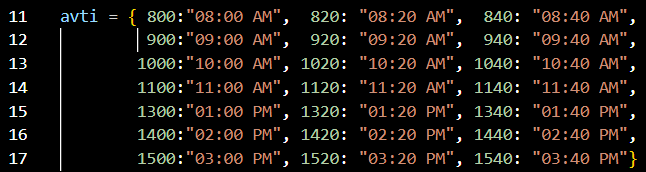 11 avti = { 800:"08:00 AM", 820: "08:20 AM", 840: "08:40 AM",
12 900:"09:00 AM", 920: "09:20 AM", 940: "09:40 AM",
13 1000:"10:00 AM", 1020: "10:20 AM", 1040: "10:40 AM",
14 1100:"11:00 AM", 1120: "11:20 AM", 1140: "11:40 AM",
15 1300:"01:00 PM", 1320: "01:20 PM", 1340: "01:40 PM",
16 1400:"02:00 PM", 1420: "02:20 PM", 1440: "02:40 PM",
17 1500:"03:00 PM", 1520: "03:20 PM", 1540: "03:40 PM"}